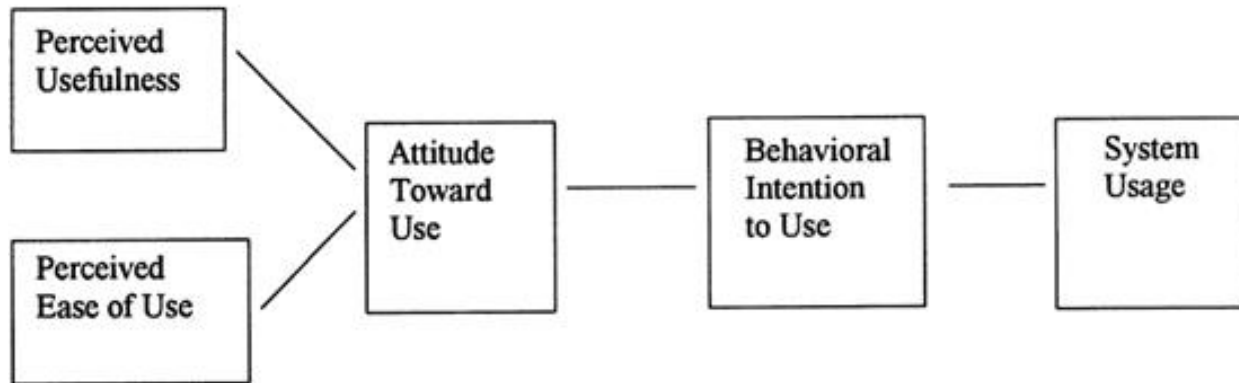 Perceived
Usefulness
Perceived
Ease of Use
Attitude
Toward
Use
Behavioral
Intention
to Use
System
Usage